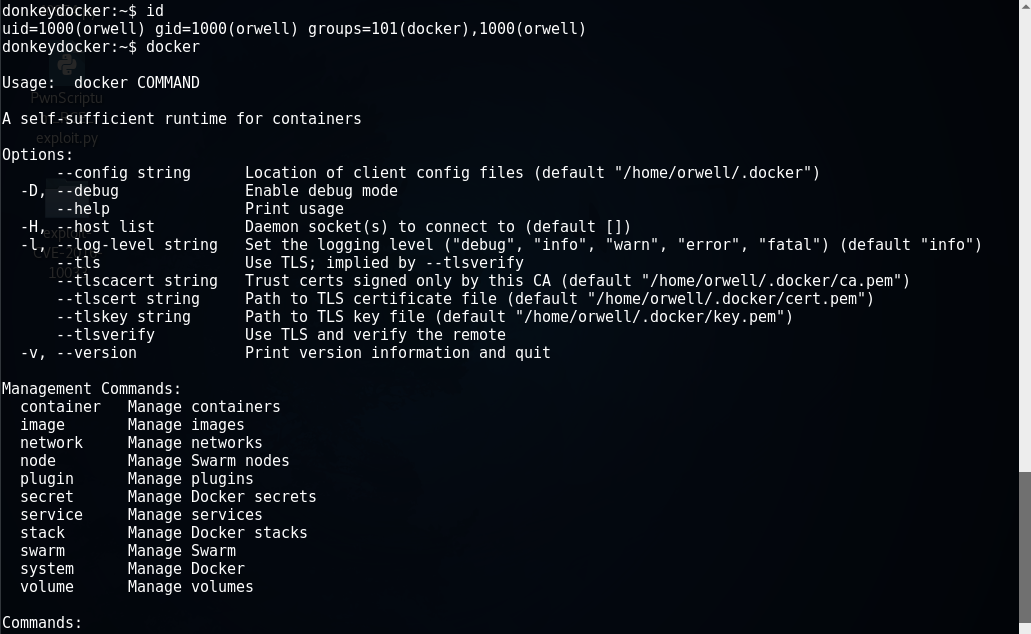 donkeydocker:~$ id
uid=1000(orwell) gid=1000(orwell) groups=101(docker),1000(orwell)
donkeydocker:~$ docker
Usage:  docker COMMAND
A self-sufficient runtime for containers
Options:
      --config string      Location of client config files (default "/home/orwell/.docker")
  -D, --debug              Enable debug mode
      --help               Print usage
  -H, --host list          Daemon socket(s) to connect to (default [])
  -l, --log-level string   Set the logging level ("debug", "info", "warn", "error", "fatal") (default "info")
      --tls                Use TLS; implied by --tlsverify
      --tlscacert string   Trust certs signed only by this CA (default "/home/orwell/.docker/ca.pem")
      --tlscert string     Path to TLS certificate file (default "/home/orwell/.docker/cert.pem")
      --tlskey string      Path to TLS key file (default "/home/orwell/.docker/key.pem")
      --tlsverify          Use TLS and verify the remote
  -v, --version            Print version information and quit
Management Commands:
  container   Manage containers
  image       Manage images
  network     Manage networks
  node        Manage Swarm nodes
  plugin      Manage plugins
  secret      Manage Docker secrets
  service     Manage services
  stack       Manage Docker stacks
  swarm       Manage Swarm
  system      Manage Docker
  volume      Manage volumes
Commands:
PwnScriptu
exploit.py